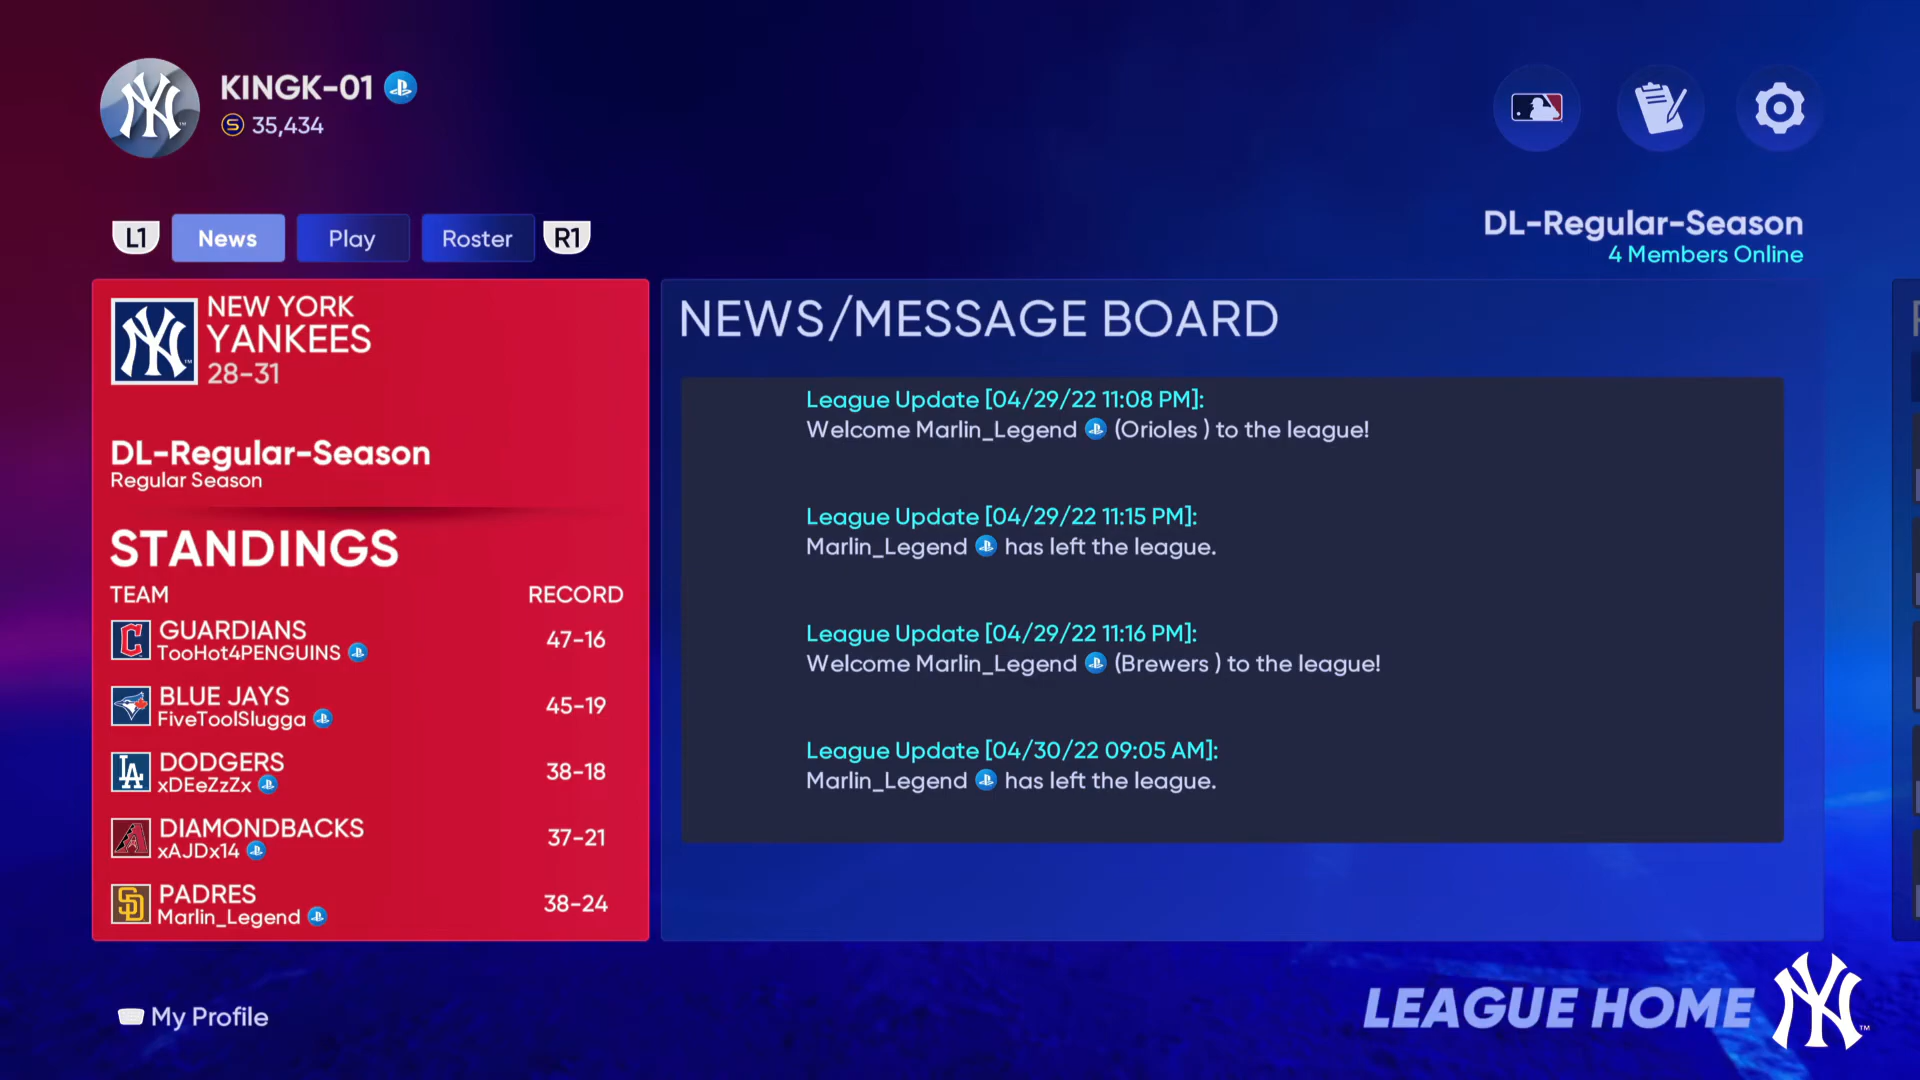 KINGK-01
35,434
L1 News Play Roster R1
DL-Regular-Season
4 Members Online
NEW YORK
YANKEES
28-31
DL-Regular-Season
Regular Season
STANDINGS
TEAM RECORD
GUARDIANS
TooHot4PENGUINS
47-16
BLUE JAYS
FiveToolSlugga
45-19
DODGERS
xDEeZzZx
38-18
DIAMONDBACKS
xAJDx14
37-21
PADRES
Marlin_Legend
38-24
NEWS/MESSAGE BOARD
League Update [04/29/22 11:08 PM]:
Welcome Marlin_Legend (Orioles ) to the league!
League Update [04/29/22 11:15 PM]:
Marlin_Legend has left the league.
League Update [04/29/22 11:16 PM]:
Welcome Marlin_Legend (Brewers ) to the league!
League Update [04/30/22 09:05 AM]:
Marlin_Legend has left the league.
My Profile
LEAGUE HOME